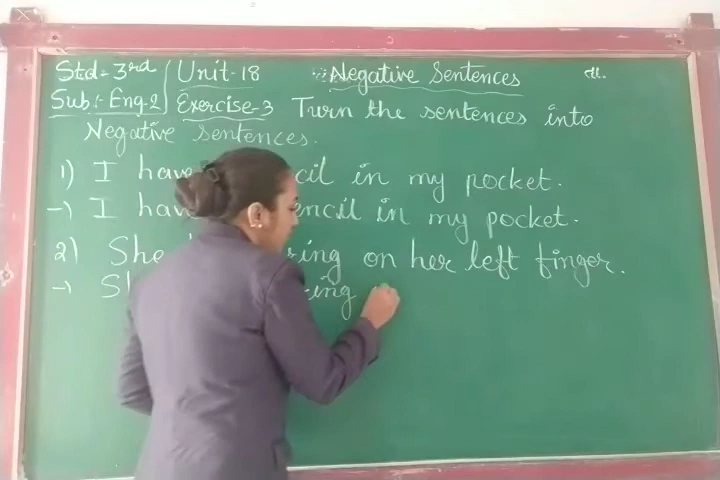 Std- 3rd Unit-18 Negative Sentences
Sub:- Eng.2 Exercise-3 Turn the sentences into
Negative sentences.
1) I have cil in my pocket.
→ I hav encil in my pocket.
2) She ring on her left finger.
→ ring